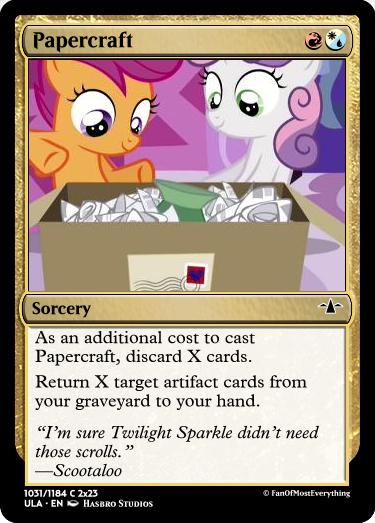 Papercraft
Sorcery
As an additional cost to cast
Papercraft, discard X cards.
Return X target artifact cards from
your graveyard to your hand.
“I’m sure Twilight Sparkle didn’t need
those scrolls.”
—Scootaloo
1031/1184 C 2x23
ULA • EN Hasbro Studios
© FanOfMostEverything